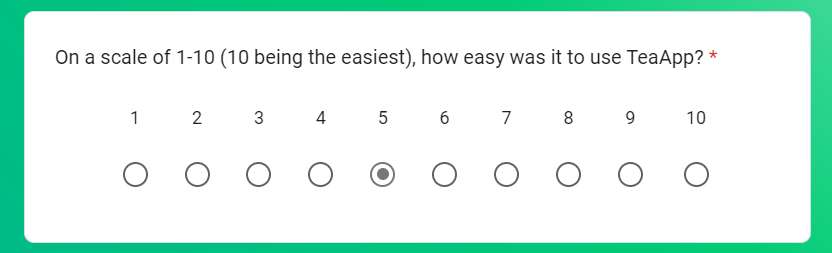 On a scale of 1-10 (10 being the easiest), how easy was it to use TeaApp? *
1 2 3 4 5 6 7 8 9 10